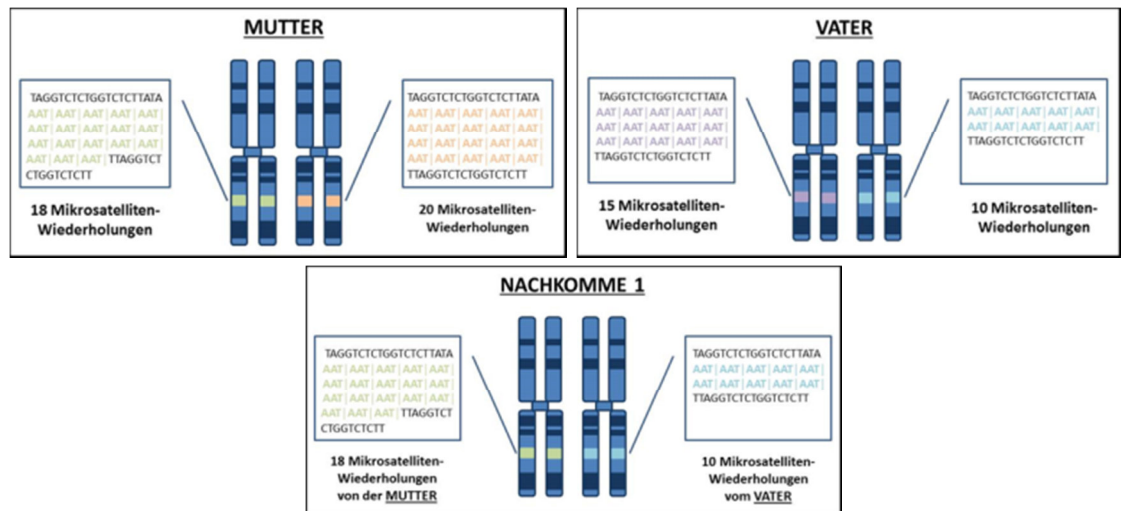 MUTTER
TAGGTCTCTGGTCTCTTATA
AAT|AAT|AAT|AAT|AAT|
AAT|AAT|AAT|AAT|AAT|
AAT|AAT|AAT|AAT|AAT|
AAT|AAT|AAT|TTAGGTCT
CTGGTCTCTT
18 Mikrosatelliten-
Wiederholungen
TAGGTCTCTGGTCTCTTATA
AAT|AAT|AAT|AAT|AAT|
AAT|AAT|AAT|AAT|AAT|
AAT|AAT|AAT|AAT|AAT|
AAT|AAT|AAT|AAT|AAT|
TTAGGTCTCTGGTCTCTT
20 Mikrosatelliten-
Wiederholungen
VATER
TAGGTCTCTGGTCTCTTATA
AAT|AAT|AAT|AAT|AAT|
AAT|AAT|AAT|AAT|AAT|
AAT|AAT|AAT|AAT|AAT|
TTAGGTCTCTGGTCTCTT
15 Mikrosatelliten-
Wiederholungen
TAGGTCTCTGGTCTCTTATA
AAT|AAT|AAT|AAT|AAT|
AAT|AAT|AAT|AAT|AAT|
TTAGGTCTCTGGTCTCTT
10 Mikrosatelliten-
Wiederholungen
NACHKOMME 1
TAGGTCTCTGGTCTCTTATA
AAT|AAT|AAT|AAT|AAT|
AAT|AAT|AAT|AAT|AAT|
AAT|AAT|AAT|AAT|AAT|
AAT|AAT|AAT|TTAGGTCT
CTGGTCTCTT
18 Mikrosatelliten-
Wiederholungen
von der MUTTER
TAGGTCTCTGGTCTCTTATA
AAT|AAT|AAT|AAT|AAT|
AAT|AAT|AAT|AAT|AAT|
TTAGGTCTCTGGTCTCTT
10 Mikrosatelliten-
Wiederholungen
vom VATER